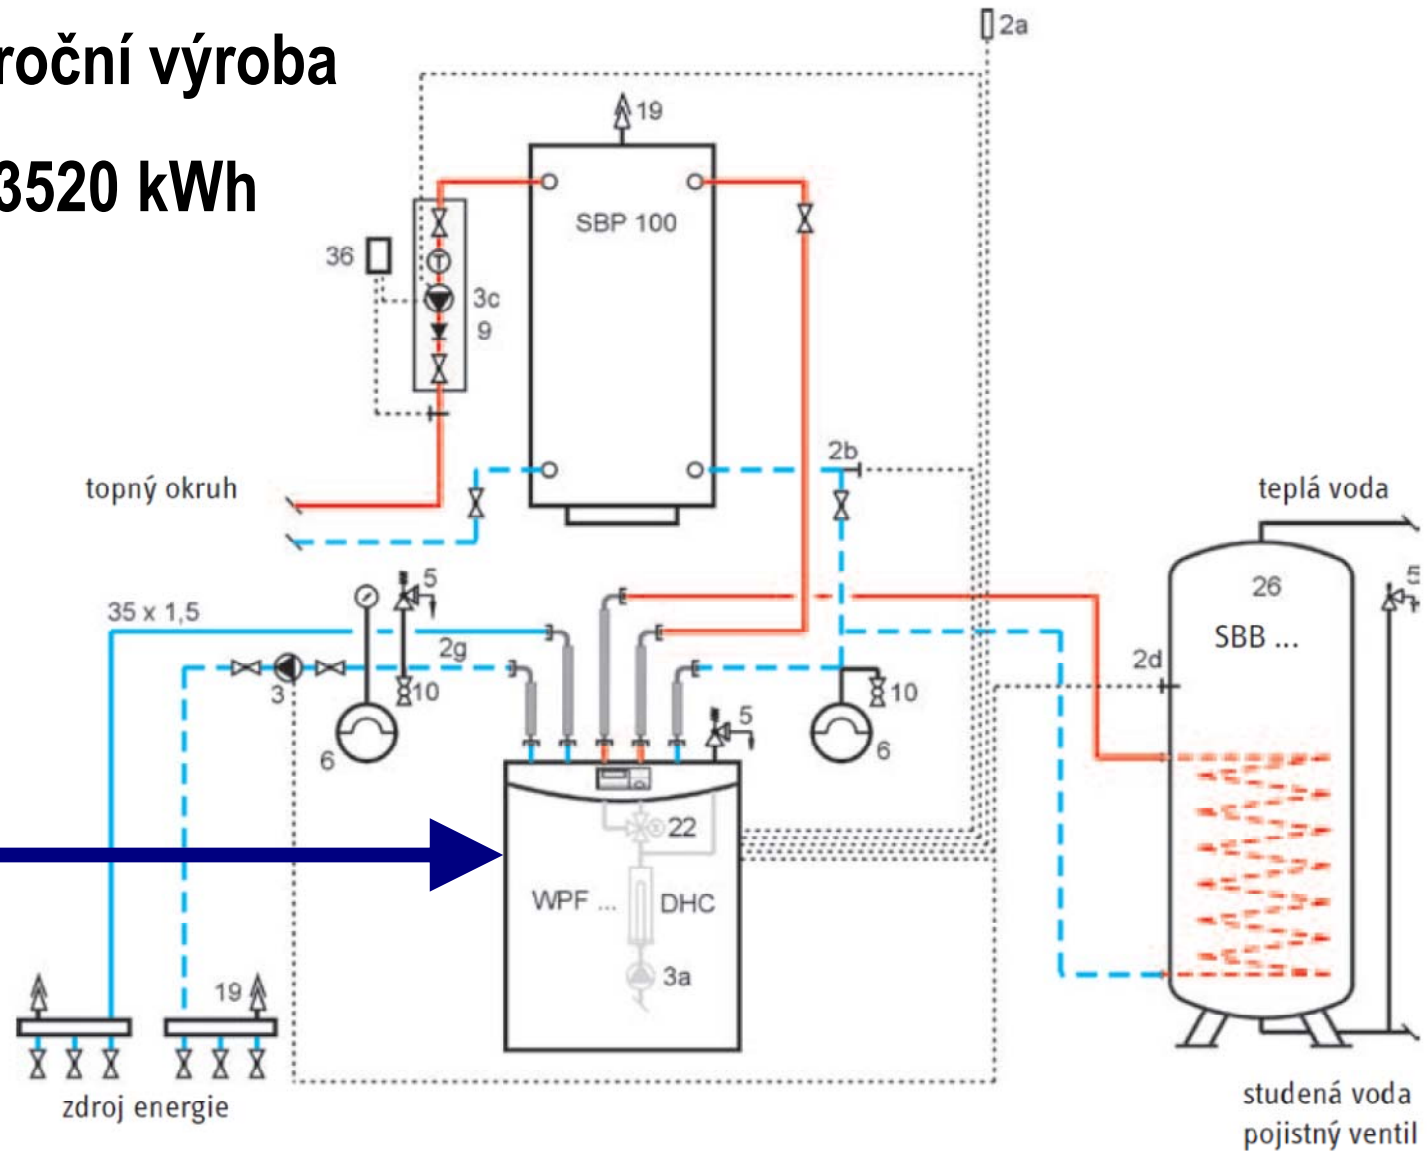 roční výroba
3520 kWh
2a
19
SBP 100
36
3c
9
2b
topný okruh
teplá voda
5
26
35 x 1,5
SBB ...
2g
2d
3
10
10
5
6
6
22
WPF ...
DHC
3a
19
zdroj energie
studená voda
pojistný ventil